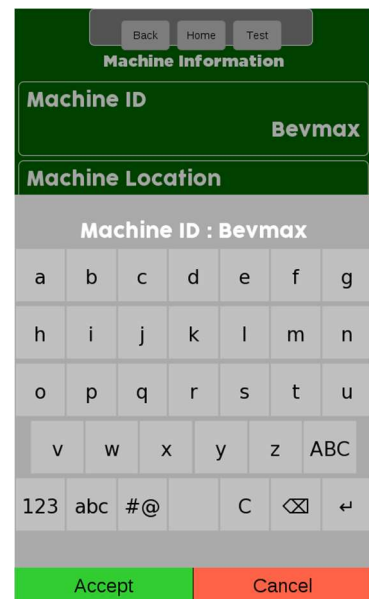 Back Home Test
Machine Information
Machine ID
Bevmax
Machine Location
Machine ID : Bevmax
a b c d e f g
h i j k l m n
o p q r s t u
v w x y z ABC
123 abc #@ C ⌫ ↵
Accept Cancel